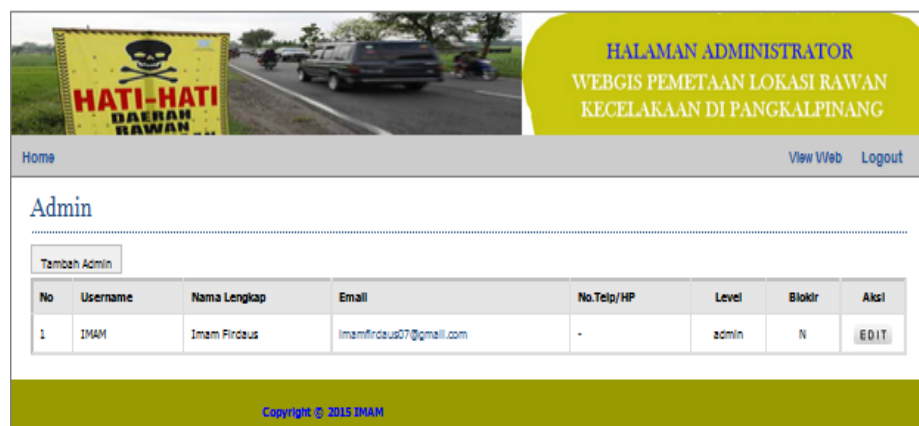 HATI-HATI
DAERAH
RAWAN
HALAMAN ADMINISTRATOR
WEBGIS PEMETAAN LOKASI RAWAN
KECELAKAAN DI PANGKALPINANG
Home View Web Logout
Admin
Tambah Admin
No Username Nama Lengkap Email No.Telp/HP Level Blokir Aksi
1 IMAM Imam Firdaus imamfirdaus07@gmail.com - admin N EDIT
Copyright © 2015 IMAM